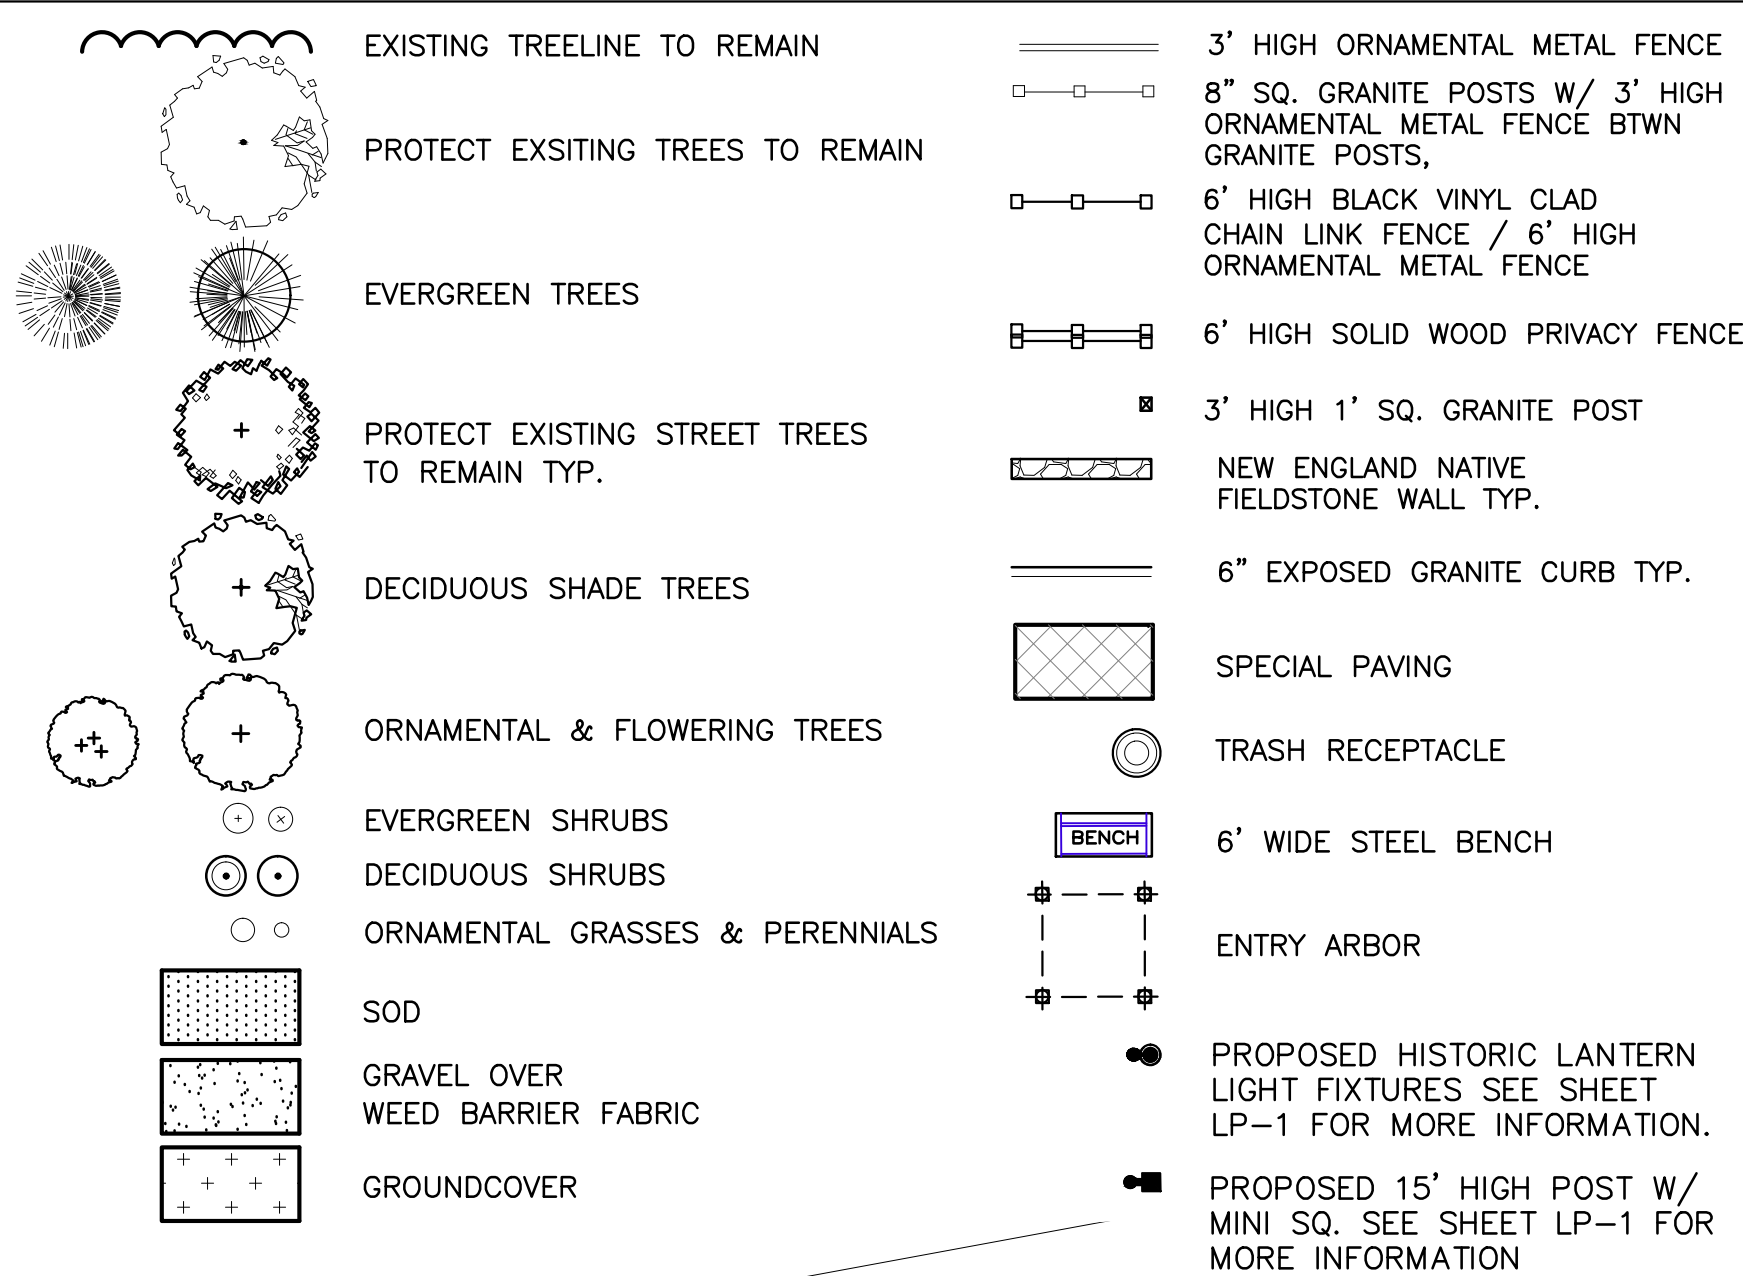 EXISTING TREELINE TO REMAIN
PROTECT EXSITING TREES TO REMAIN
EVERGREEN TREES
PROTECT EXISTING STREET TREES
TO REMAIN TYP.
DECIDUOUS SHADE TREES
ORNAMENTAL & FLOWERING TREES
EVERGREEN SHRUBS
DECIDUOUS SHRUBS
ORNAMENTAL GRASSES & PERENNIALS
SOD
GRAVEL OVER
WEED BARRIER FABRIC
GROUNDCOVER
3' HIGH ORNAMENTAL METAL FENCE
8" SQ. GRANITE POSTS W/ 3' HIGH
ORNAMENTAL METAL FENCE BTWN
GRANITE POSTS,
6' HIGH BLACK VINYL CLAD
CHAIN LINK FENCE / 6' HIGH
ORNAMENTAL METAL FENCE
6' HIGH SOLID WOOD PRIVACY FENCE
3' HIGH 1' SQ. GRANITE POST
NEW ENGLAND NATIVE
FIELDSTONE WALL TYP.
6" EXPOSED GRANITE CURB TYP.
SPECIAL PAVING
TRASH RECEPTACLE
BENCH
6' WIDE STEEL BENCH
ENTRY ARBOR
PROPOSED HISTORIC LANTERN
LIGHT FIXTURES SEE SHEET
LP-1 FOR MORE INFORMATION.
PROPOSED 15' HIGH POST W/
MINI SQ. SEE SHEET LP-1 FOR
MORE INFORMATION